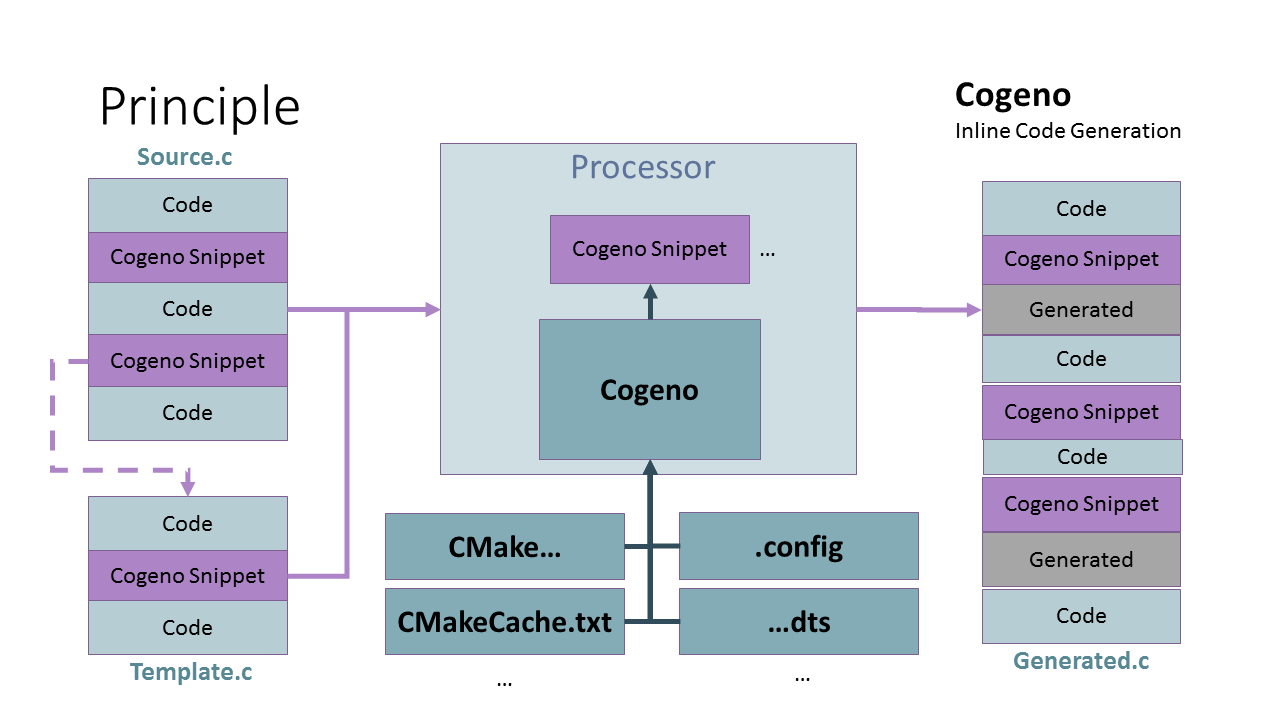 Principle
Cogeno
Inline Code Generation
Source.c
Code
Cogeno Snippet
Code
Cogeno Snippet
Code
Code
Cogeno Snippet
Code
Template.c
Processor
Cogeno Snippet
...
Cogeno
CMake...
.config
CMakeCache.txt
...dts
...
...
Code
Cogeno Snippet
Generated
Code
Cogeno Snippet
Code
Cogeno Snippet
Generated
Code
Generated.c